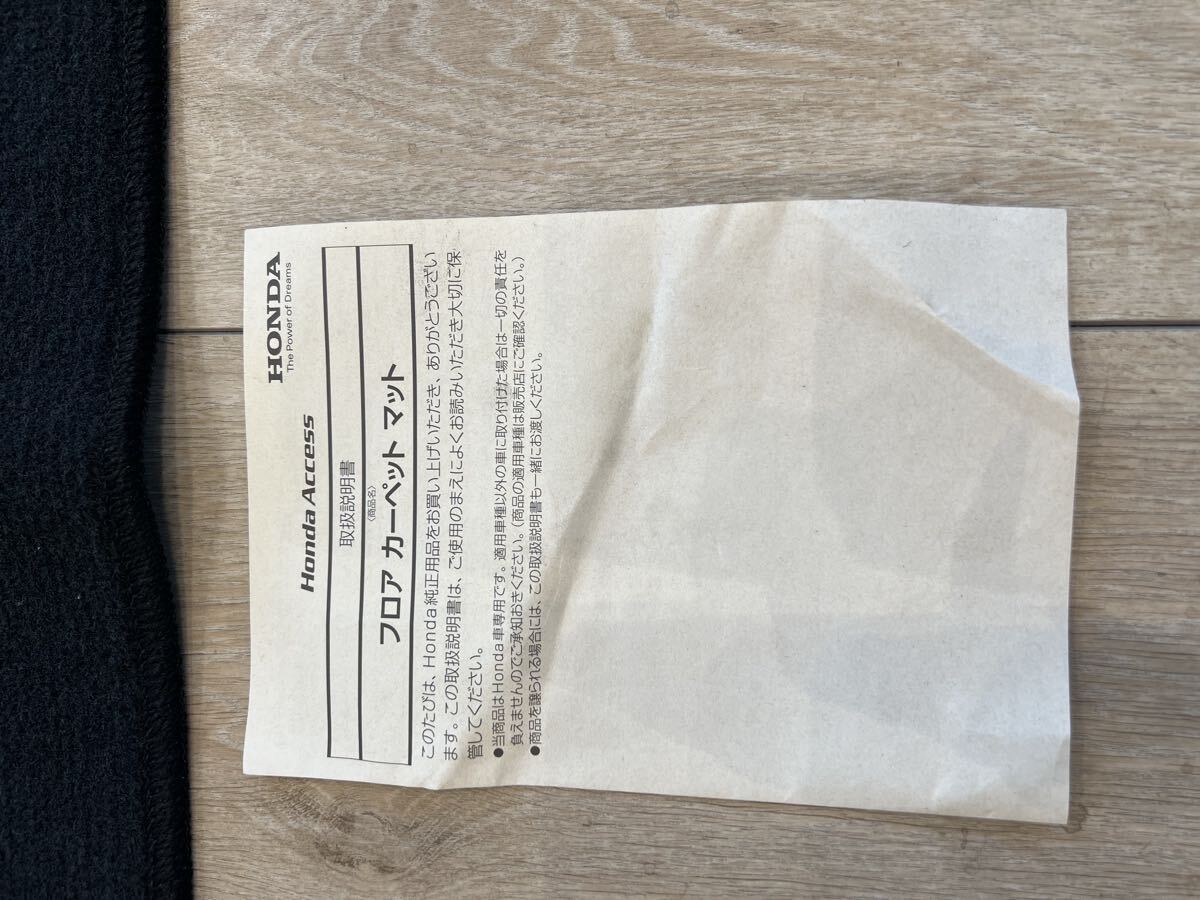 HONDA
The Power of Dreams
Honda Access
取扱説明書
〈商品名〉
フロア カーペット マット
このたびは、Honda純正用品をお買い上げいただき、ありがとうござい
ます。この取扱説明書は、ご使用のまえによくお読みいただき大切に保
管してください。
●当商品はHonda車専用です。適用車種以外の車に取り付けた場合は一切の責任を
負えませんのでご承知おきください。（商品の適用車種は販売店にご確認ください。）
●商品を譲られる場合には、この取扱説明書も一緒にお渡しください。